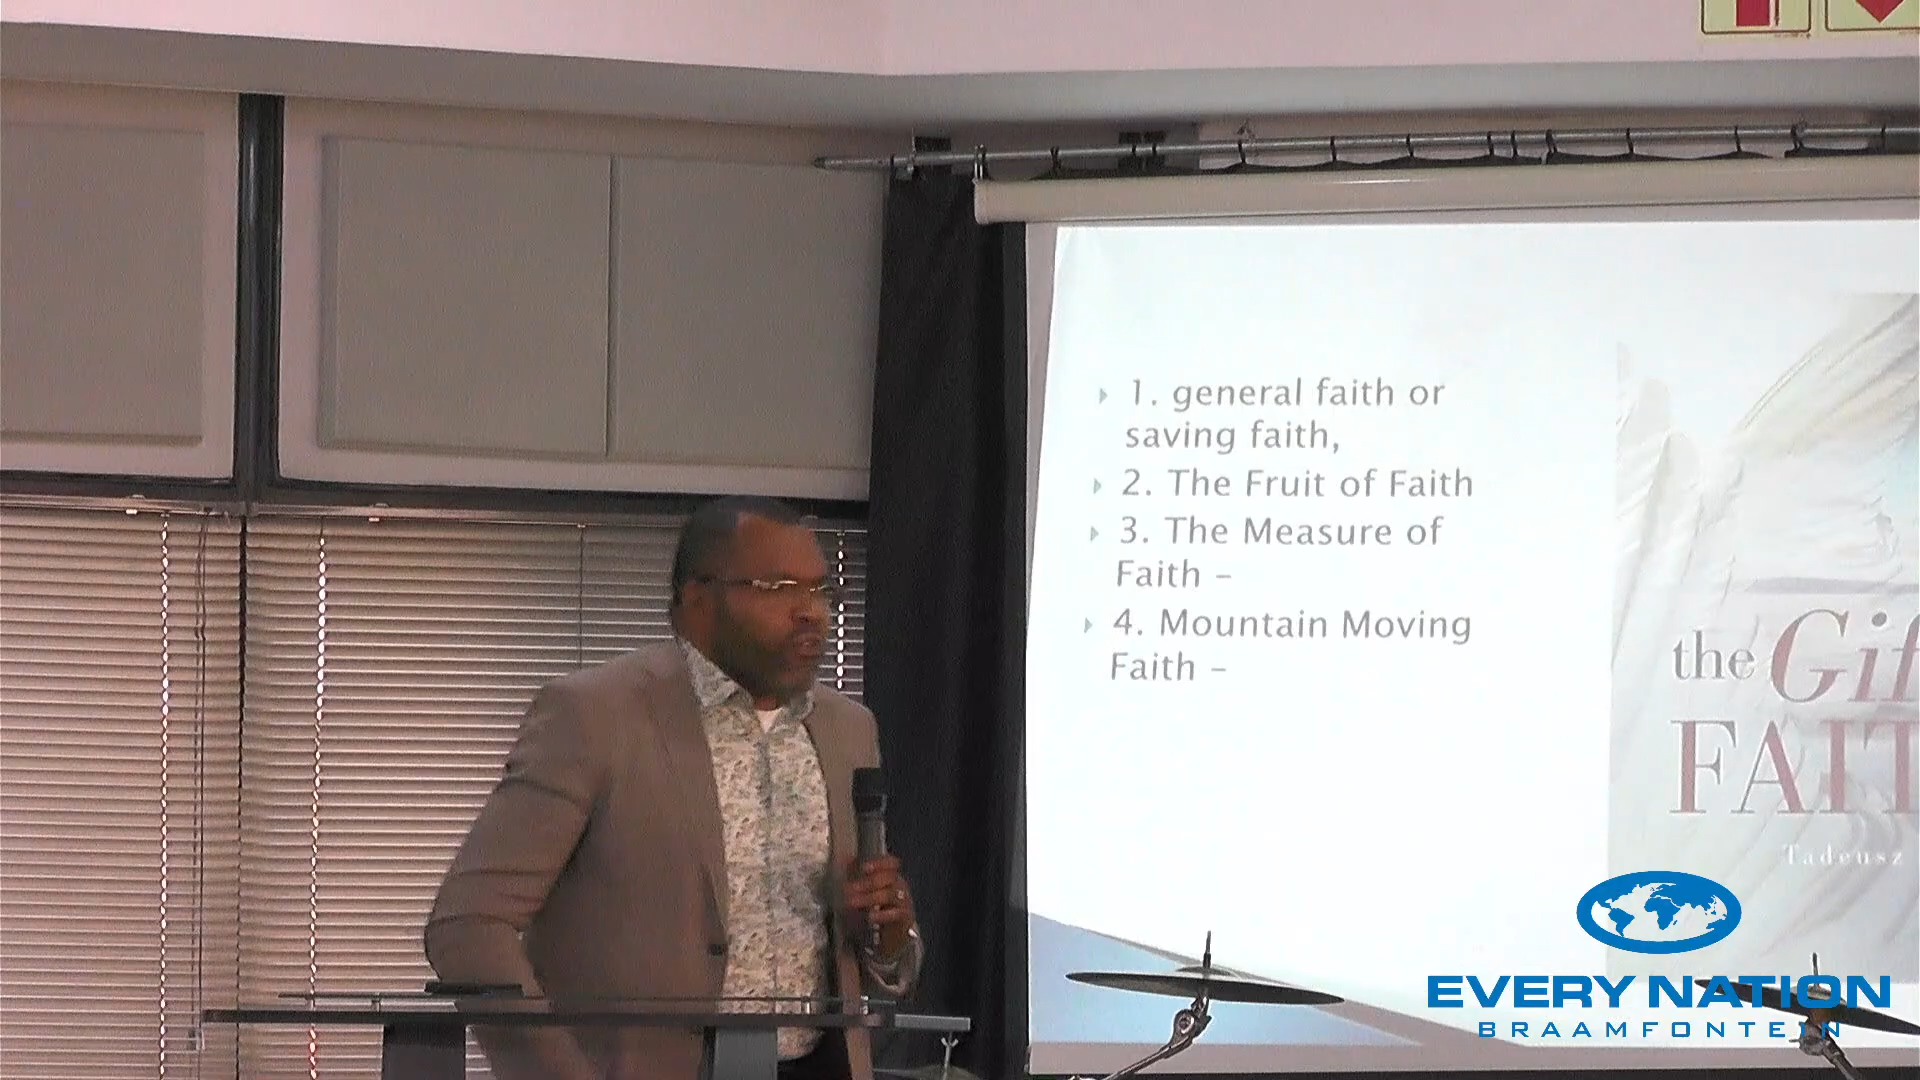 1. general faith or
saving faith,
2. The Fruit of Faith
3. The Measure of
Faith –
4. Mountain Moving
Faith –
the Gif
FAIT
Tadeusz
EVERY NATION
BRAAMFONTEIN